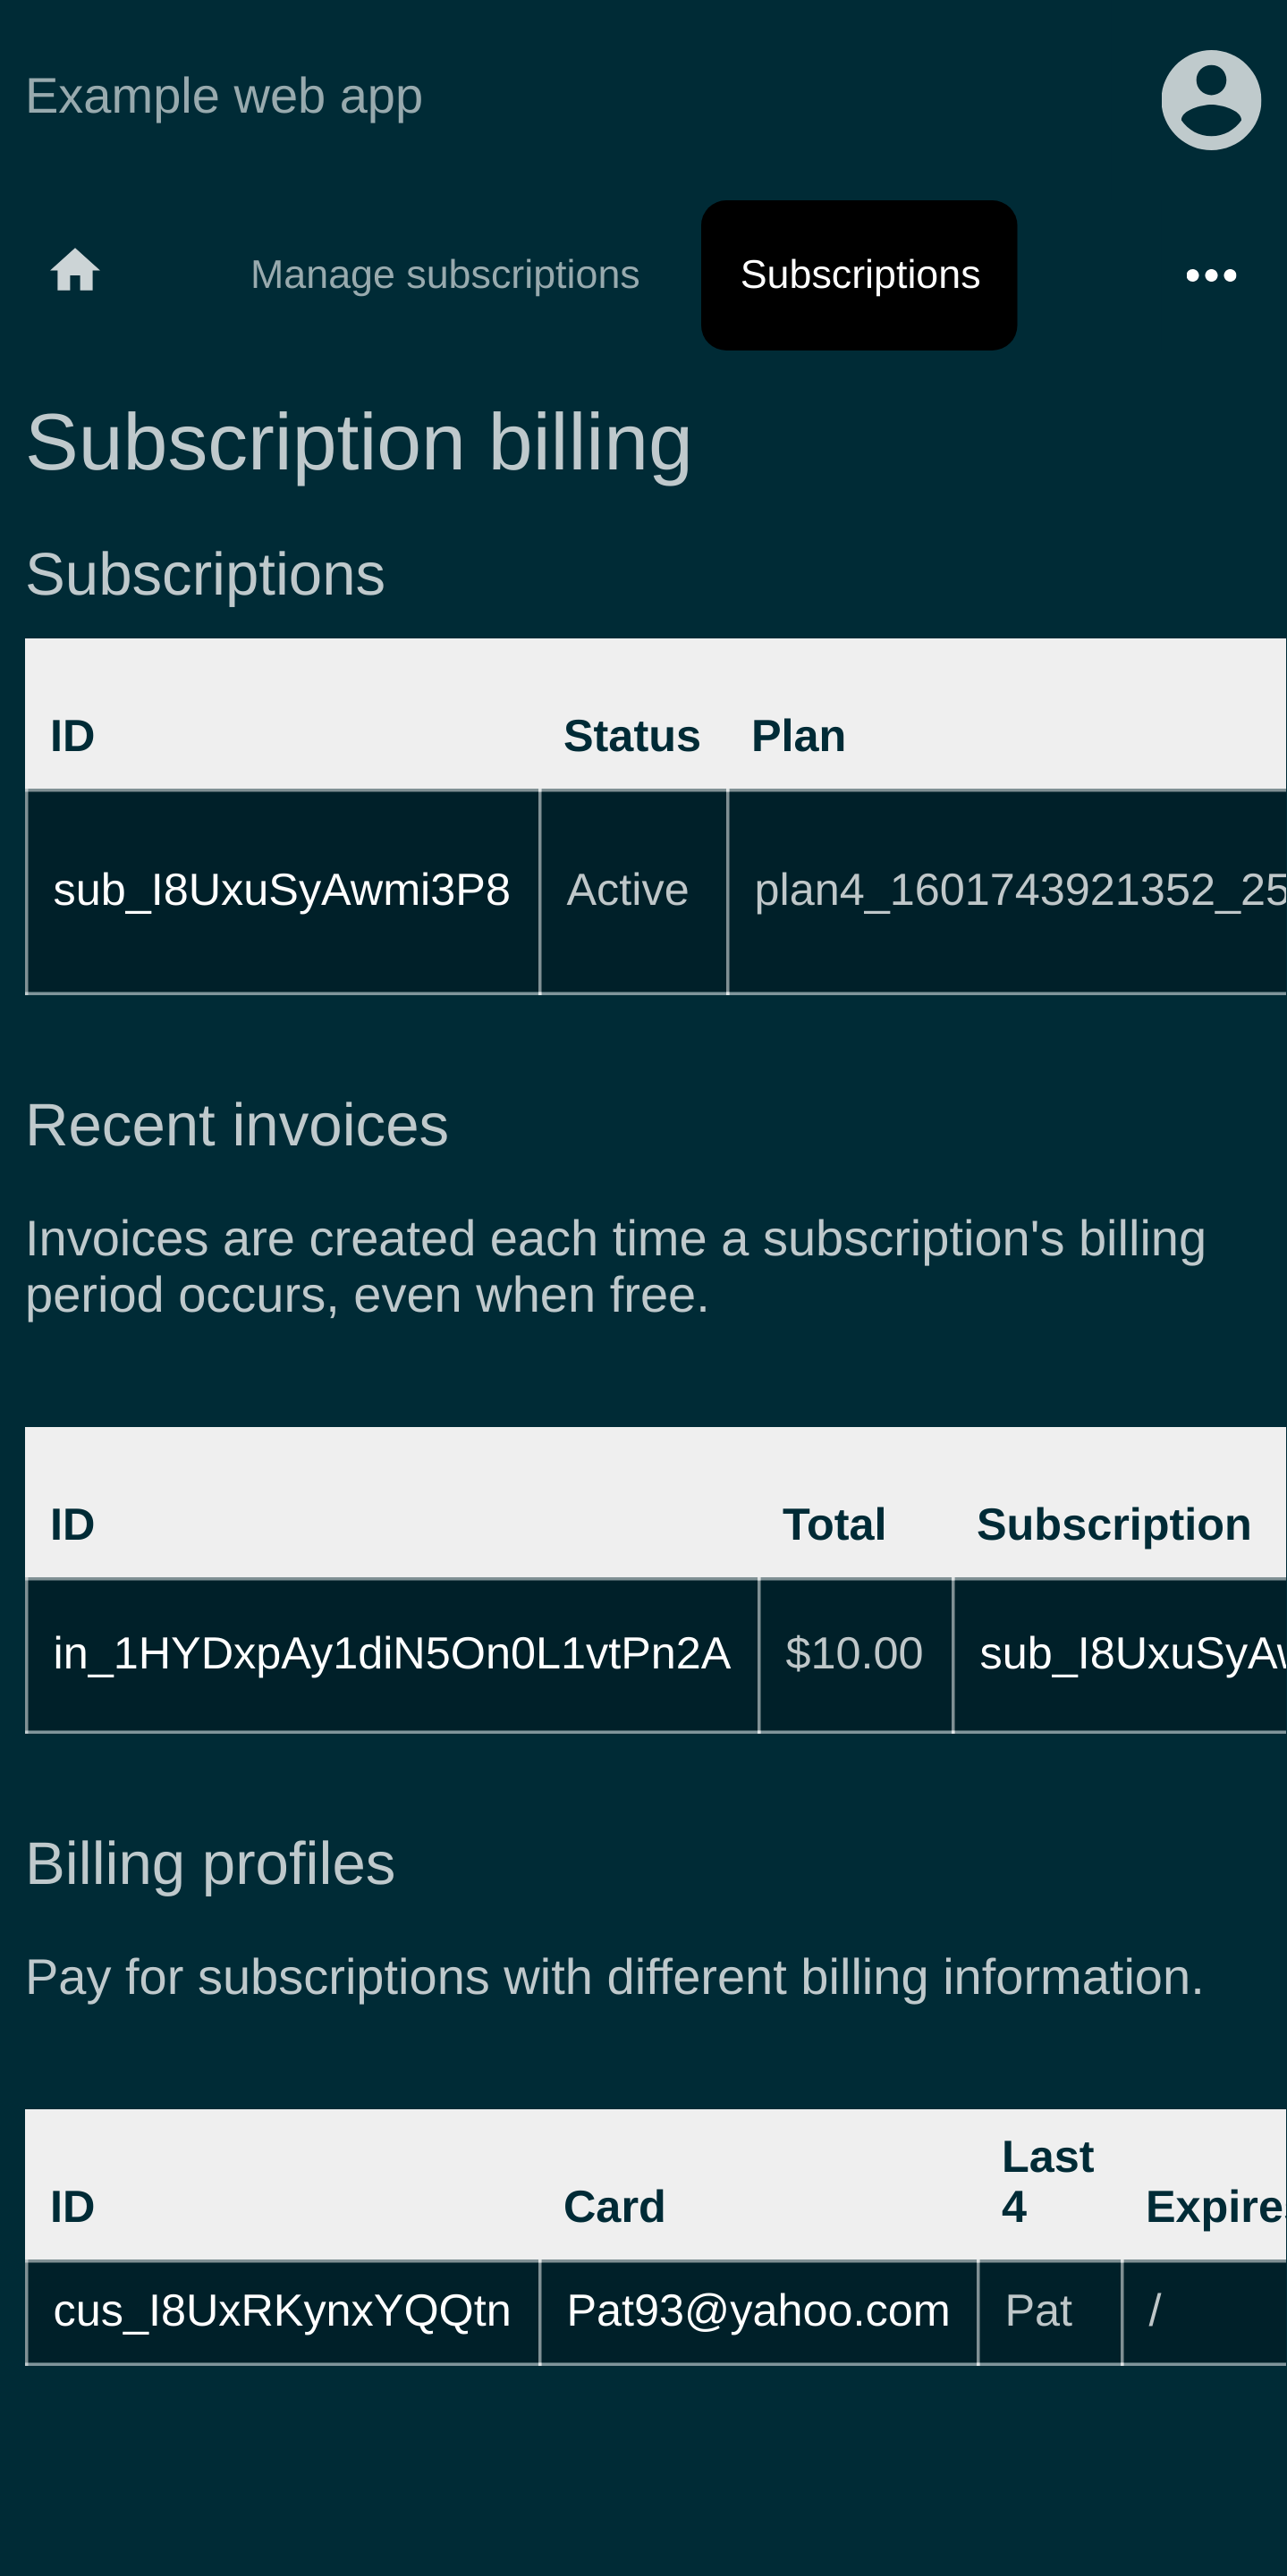 Example web app
Manage subscriptions Subscriptions
Subscription billing
Subscriptions
ID Status Plan
sub_I8UxuSyAwmi3P8 Active plan4_1601743921352_25
Recent invoices
Invoices are created each time a subscription's billing
period occurs, even when free.
ID Total Subscription
in_1HYDxpAy1diN5On0L1vtPn2A $10.00 sub_I8UxuSyA
Billing profiles
Pay for subscriptions with different billing information.
ID Card Last 4 Expires
cus_I8UxRKynxYQQtn Pat93@yahoo.com Pat /